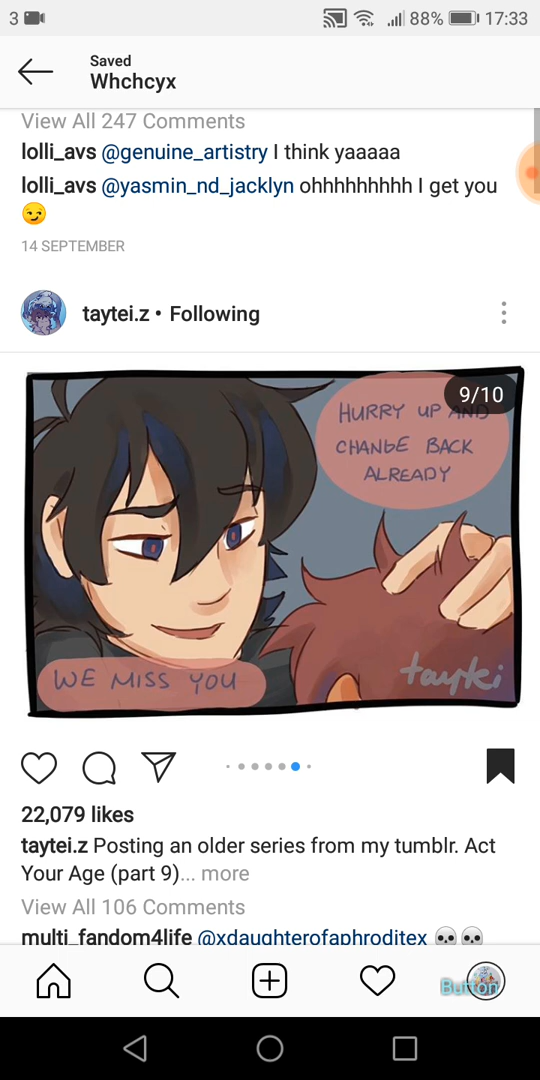 3 88% 17:33
Saved
Whchcyx
View All 247 Comments
lolli_avs @genuine_artistry I think yaaaaa
lolli_avs @yasmin_nd_jacklyn ohhhhhhhhh I get you
😏
14 SEPTEMBER
taytei.z • Following
9/10
HURRY UP AND
CHANGE BACK
ALREADY
WE MISS YOU
taytei
22,079 likes
taytei.z Posting an older series from my tumblr. Act
Your Age (part 9)... more
View All 106 Comments
multi_fandom4life @xdaughterofaphroditex 💀💀
Button